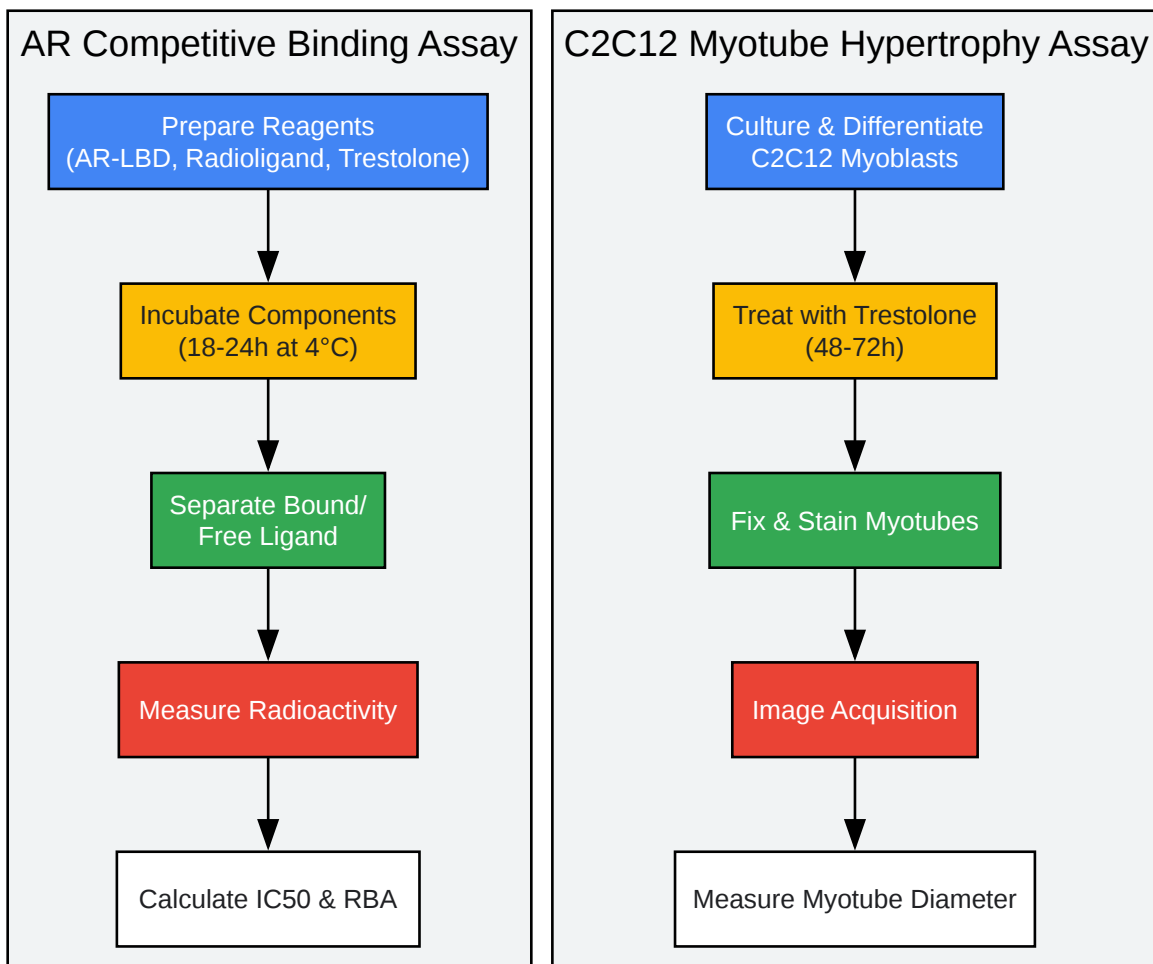 AR Competitive Binding Assay
Prepare Reagents
(AR-LBD, Radioligand, Trestolone)
Incubate Components
(18-24h at 4°C)
Separate Bound/
Free Ligand
Measure Radioactivity
Calculate IC50 & RBA
C2C12 Myotube Hypertrophy Assay
Culture & Differentiate
C2C12 Myoblasts
Treat with Trestolone
(48-72h)
Fix & Stain Myotubes
Image Acquisition
Measure Myotube Diameter